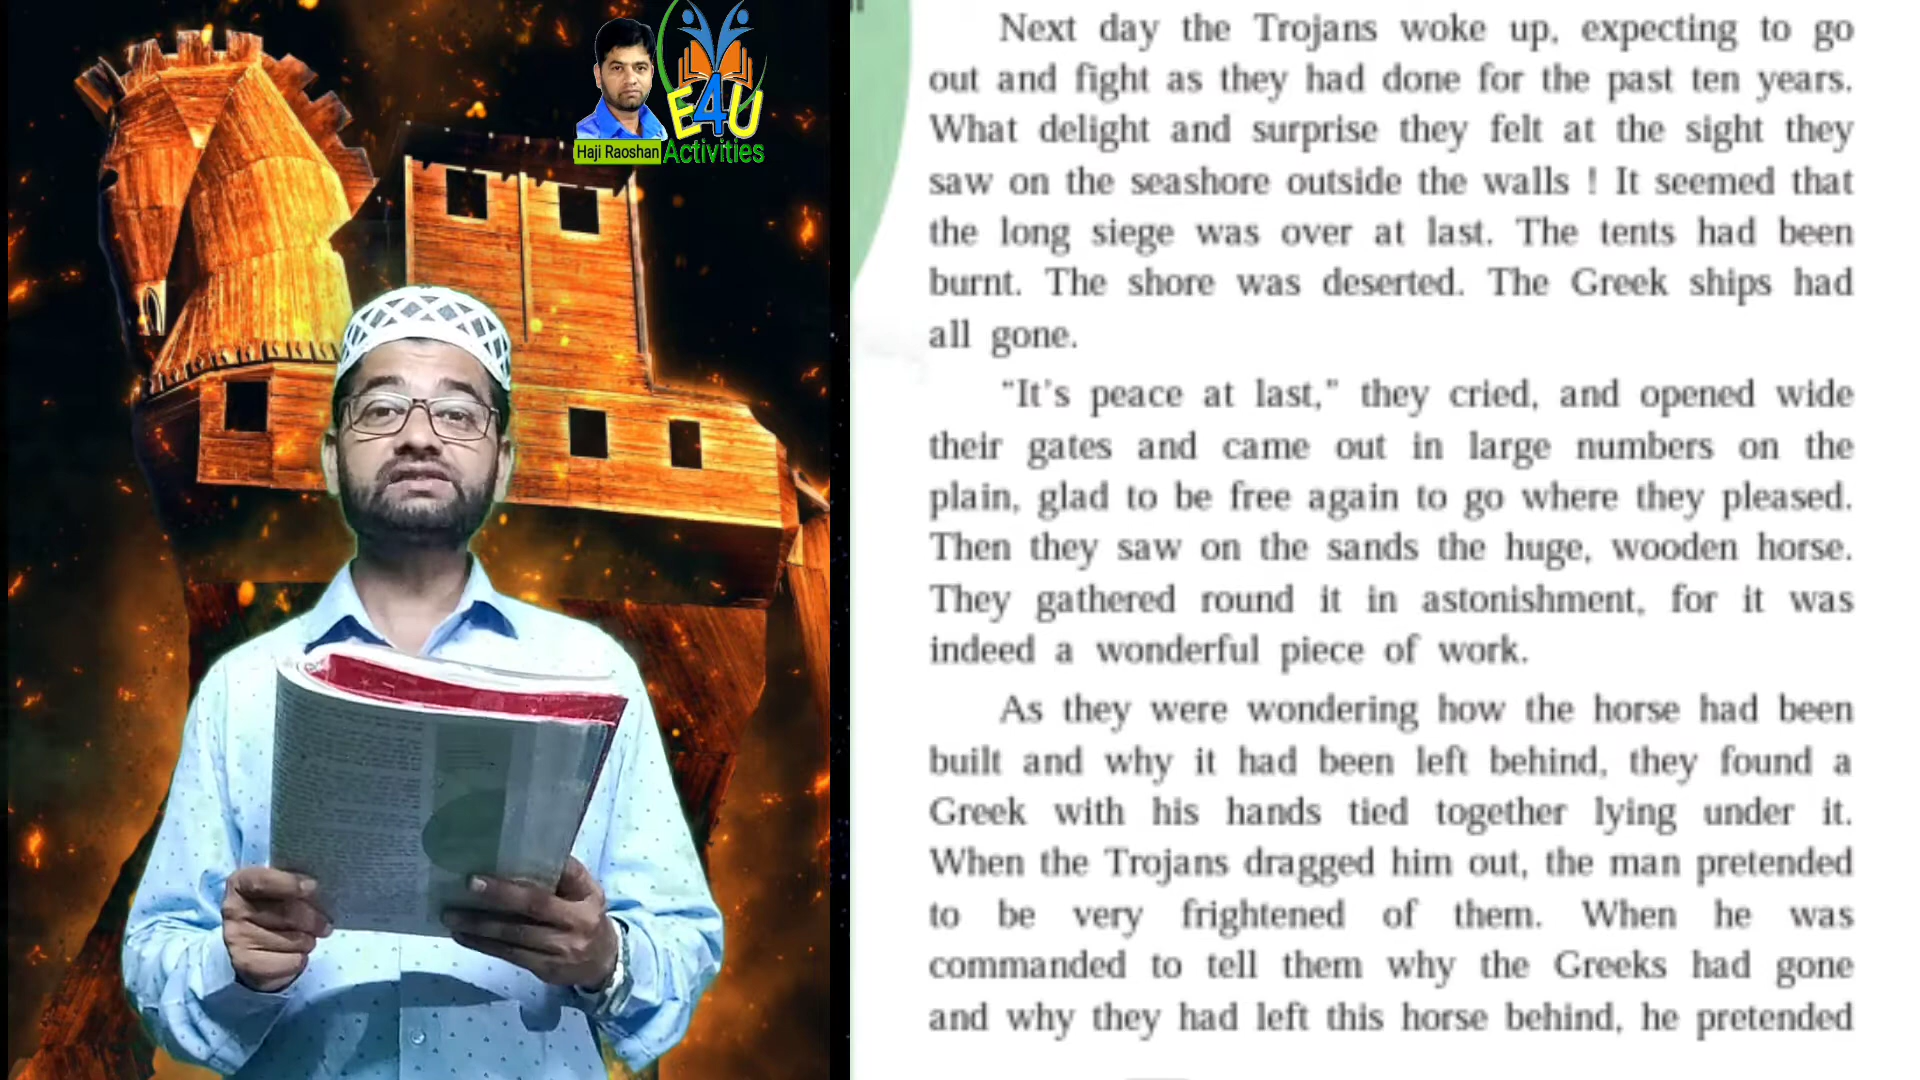 Haji Raoshan
E4U
Activities
Next day the Trojans woke up, expecting to go
out and fight as they had done for the past ten years.
What delight and surprise they felt at the sight they
saw on the seashore outside the walls ! It seemed that
the long siege was over at last. The tents had been
burnt. The shore was deserted. The Greek ships had
all gone.
“It's peace at last,” they cried, and opened wide
their gates and came out in large numbers on the
plain, glad to be free again to go where they pleased.
Then they saw on the sands the huge, wooden horse.
They gathered round it in astonishment, for it was
indeed a wonderful piece of work.
As they were wondering how the horse had been
built and why it had been left behind, they found a
Greek with his hands tied together lying under it.
When the Trojans dragged him out, the man pretended
to be very frightened of them. When he was
commanded to tell them why the Greeks had gone
and why they had left this horse behind, he pretended